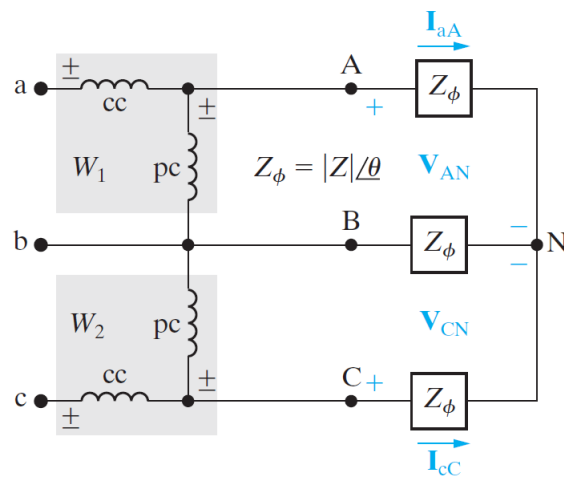 I_aA
a ± cc ± A + Z_ϕ
W_1 pc Z_ϕ = |Z|∠θ V_AN
b B Z_ϕ − − N
W_2 pc V_CN
c ± cc ± C + Z_ϕ
I_cC